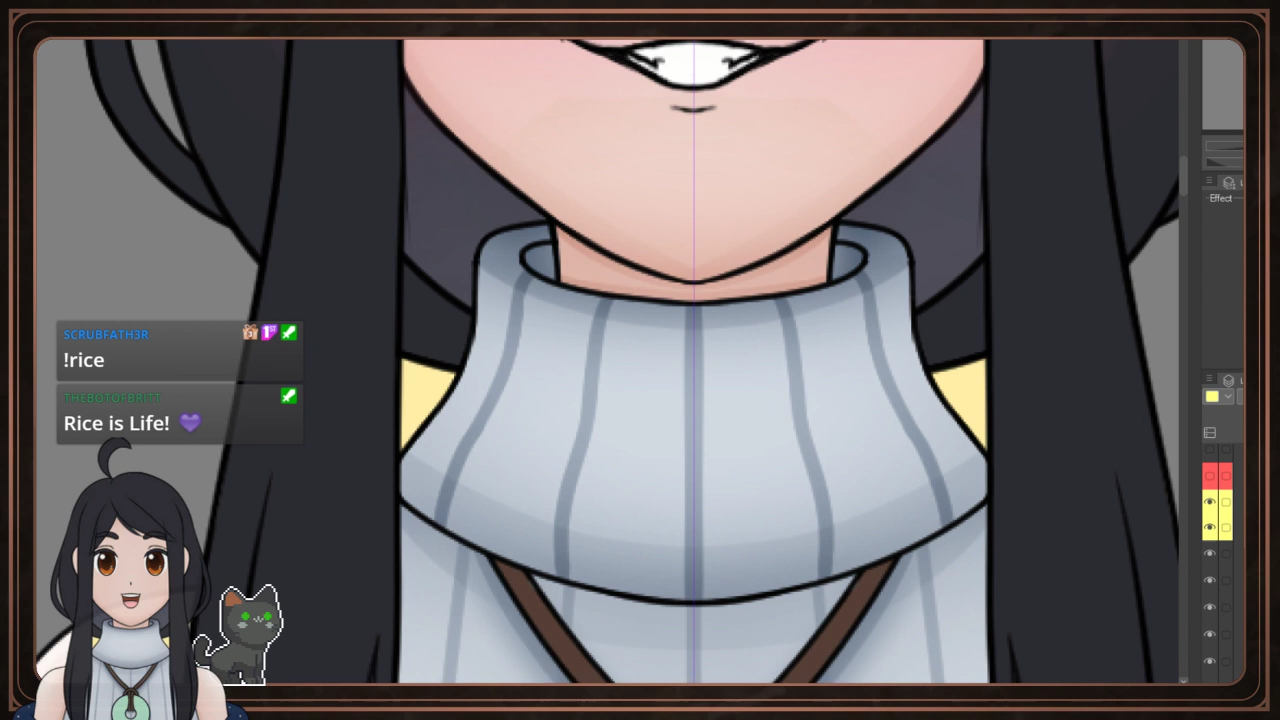 SCRUBFATH3R
!rice
THEBOTOFBRITT
Rice is Life!
Effect